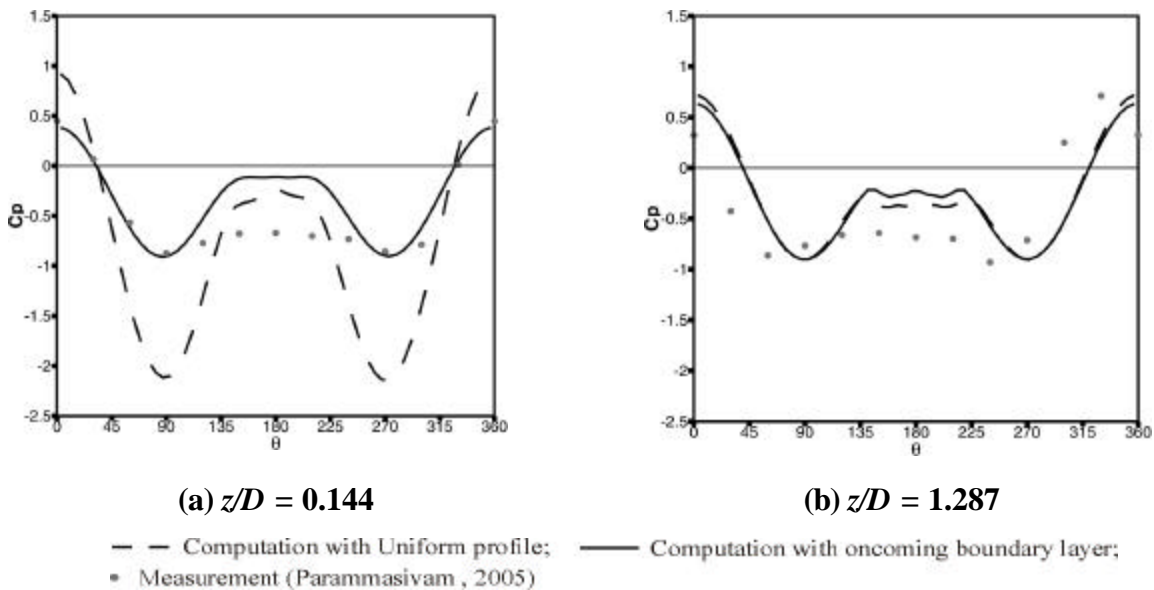 1.5
1
0.5
0
-0.5
-1
-1.5
-2
-2.5
Cp
0 45 90 135 180 225 270 315 360
θ
1.5
1
0.5
0
-0.5
-1
-1.5
-2
-2.5
Cp
0 45 90 135 180 225 270 315 360
θ
(a) z/D = 0.144
(b) z/D = 1.287
Computation with Uniform profile; Computation with oncoming boundary layer;
Measurement (Parammasivam , 2005)